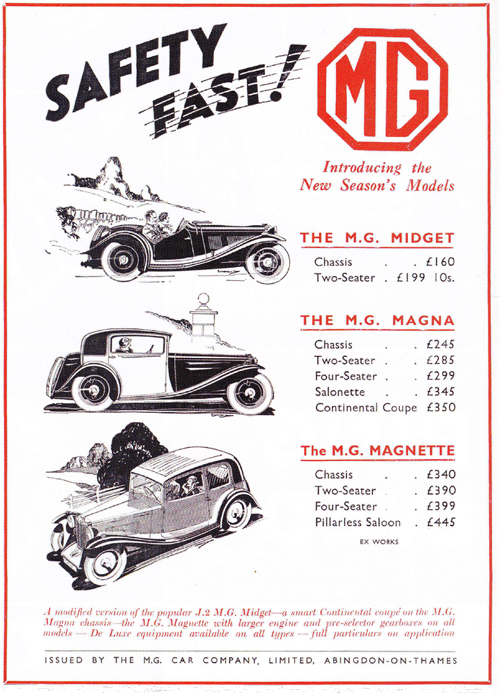 SAFETY
FAST!
MG
Introducing the
New Season's Models
THE M.G. MIDGET
Chassis . . £160
Two-Seater . £199 10s.
THE M.G. MAGNA
Chassis . . £245
Two-Seater . . £285
Four-Seater . . £299
Salonette . . £345
Continental Coupe £350
The M.G. MAGNETTE
Chassis . . £340
Two-Seater . . £390
Four-Seater . . £399
Pillarless Saloon . £445
EX WORKS
A modified version of the popular J.2 M.G. Midget—a smart Continental coupé on the M.G.
Magna chassis—the M.G. Magnette with larger engine and pre-selector gearboxes on all
models — De Luxe equipment available on all types — full particulars on application
ISSUED BY THE M.G. CAR COMPANY, LIMITED, ABINGDON-ON-THAMES